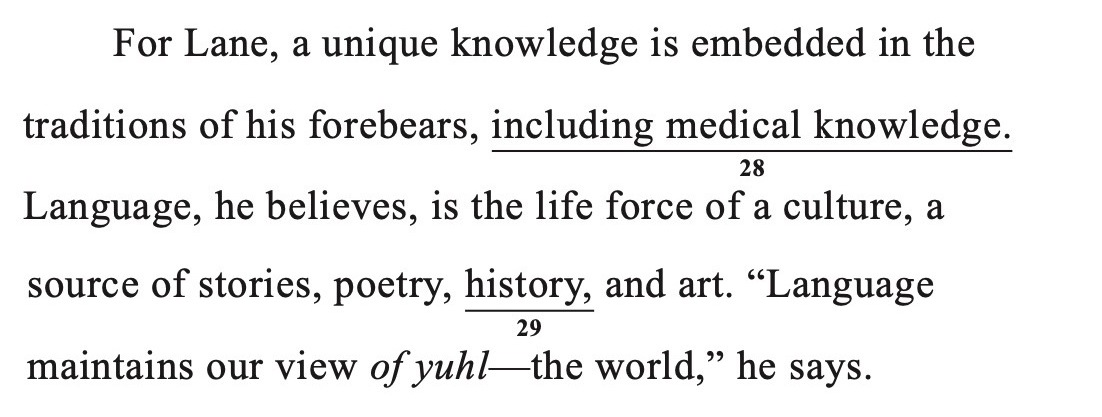 For Lane, a unique knowledge is embedded in the
traditions of his forebears, including medical knowledge.
28
Language, he believes, is the life force of a culture, a
source of stories, poetry, history, and art. “Language
29
maintains our view of yuhl—the world,” he says.